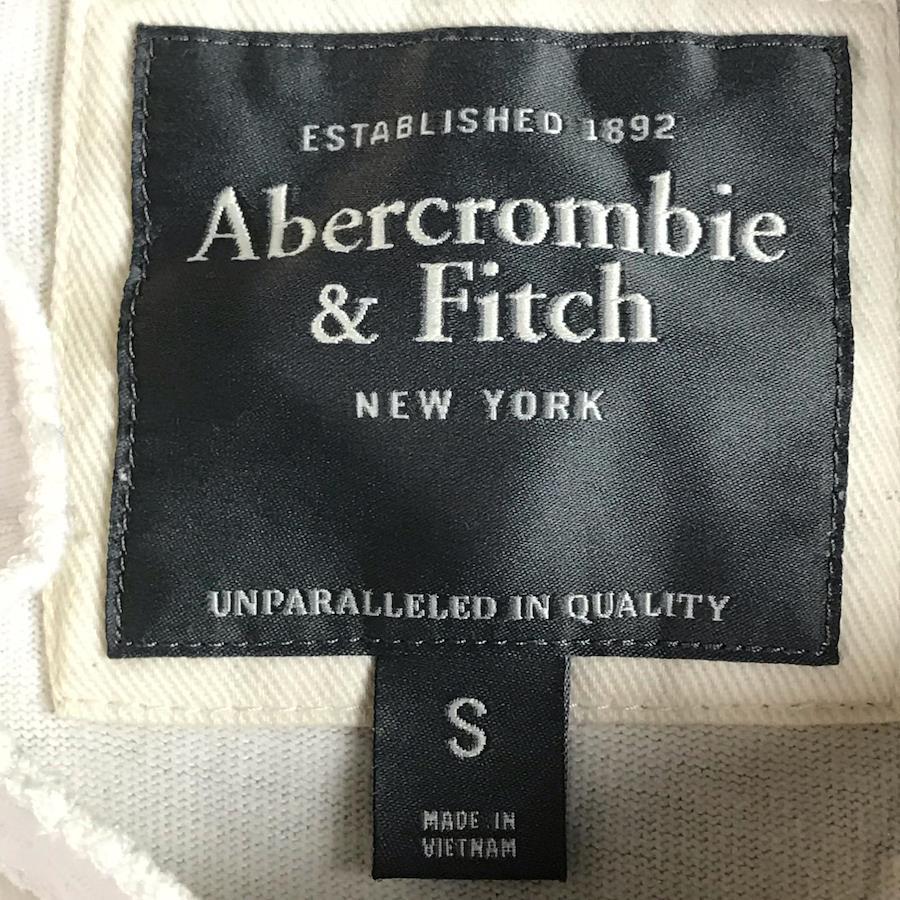 ESTABLISHED 1892
Abercrombie
& Fitch
NEW YORK
UNPARALLELED IN QUALITY
S
MADE IN
VIETNAM